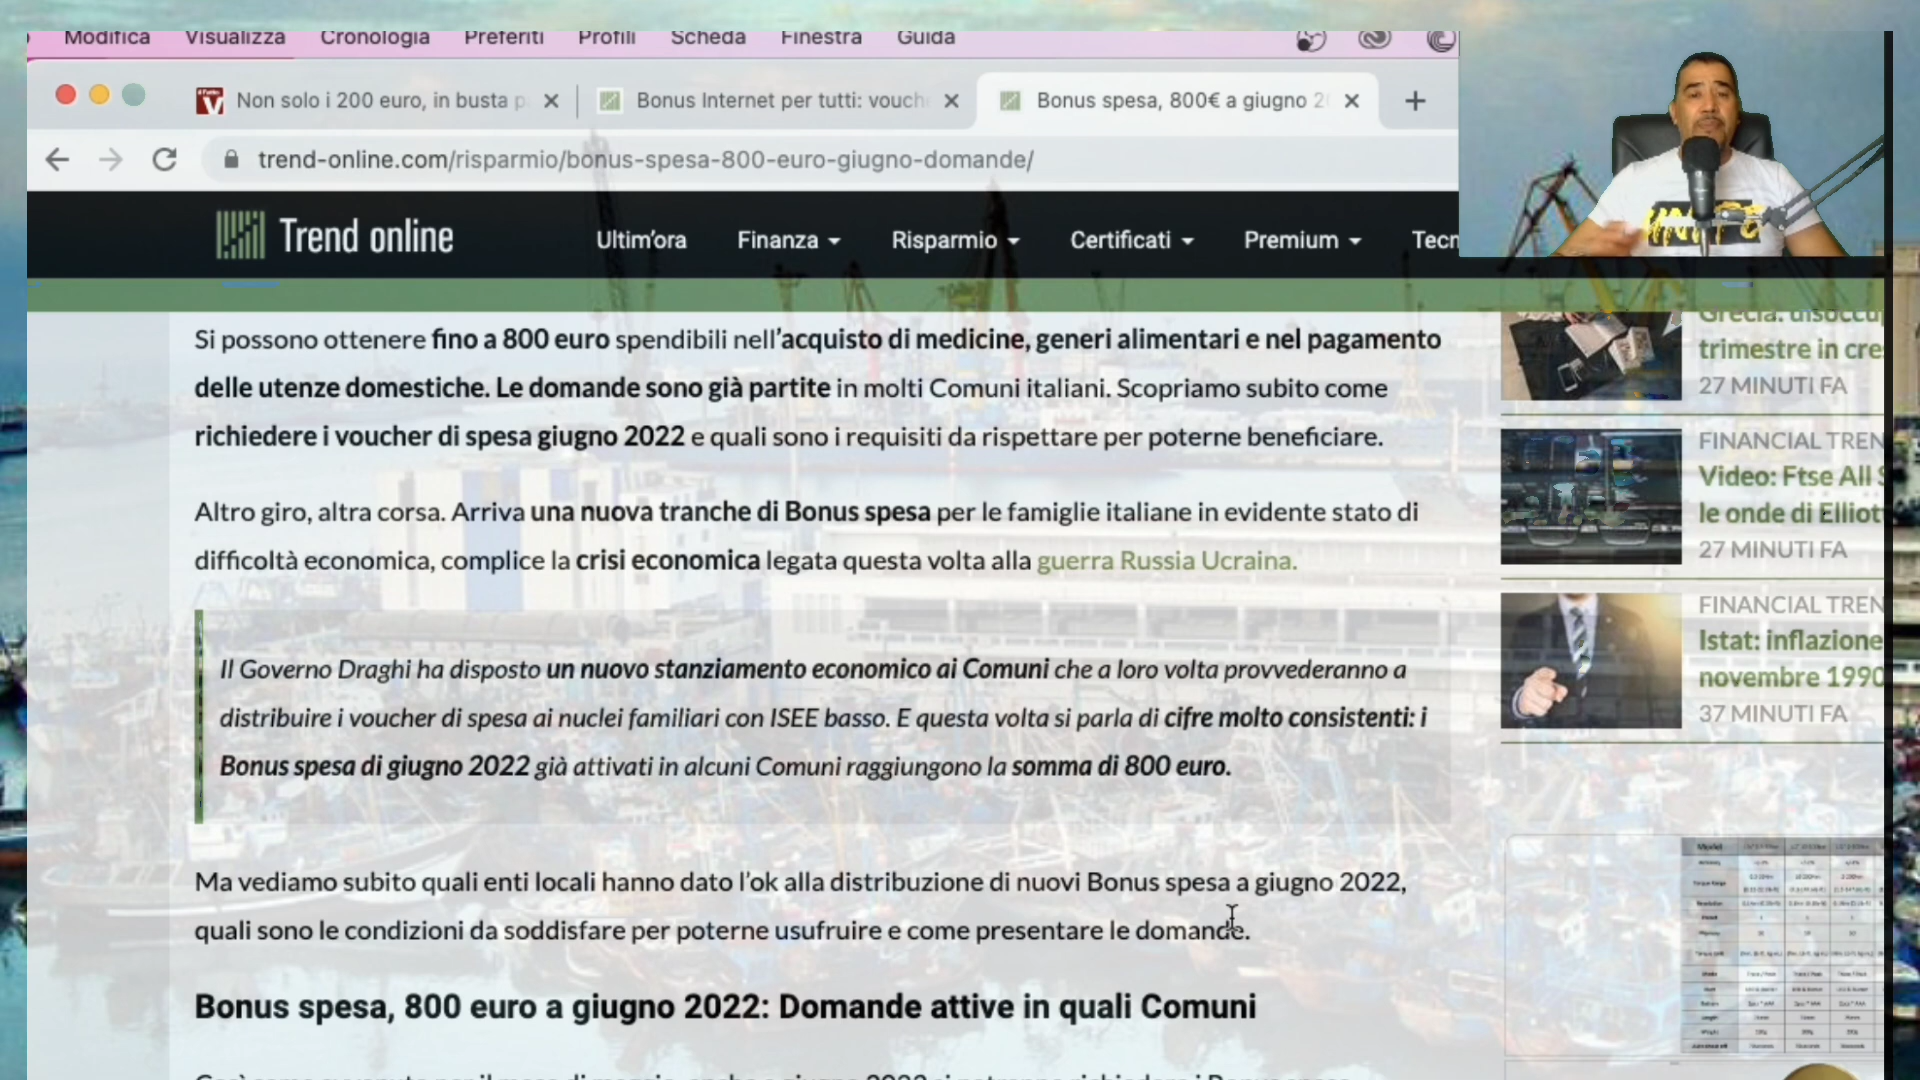 Modifica Visualizza Cronologia Preferiti Profili Scheda Finestra Guida
Non solo i 200 euro, in busta p
Bonus Internet per tutti: vouch
Bonus spesa, 800€ a giugno 2
trend-online.com/risparmio/bonus-spesa-800-euro-giugno-domande/
Trend online
Ultim'ora Finanza Risparmio Certificati Premium Tecn
Si possono ottenere fino a 800 euro spendibili nell'acquisto di medicine, generi alimentari e nel pagamento
delle utenze domestiche. Le domande sono già partite in molti Comuni italiani. Scopriamo subito come
richiedere i voucher di spesa giugno 2022 e quali sono i requisiti da rispettare per poterne beneficiare.
Altro giro, altra corsa. Arriva una nuova tranche di Bonus spesa per le famiglie italiane in evidente stato di
difficoltà economica, complice la crisi economica legata questa volta alla guerra Russia Ucraina.
Il Governo Draghi ha disposto un nuovo stanziamento economico ai Comuni che a loro volta provvederanno a
distribuire i voucher di spesa ai nuclei familiari con ISEE basso. E questa volta si parla di cifre molto consistenti: i
Bonus spesa di giugno 2022 già attivati in alcuni Comuni raggiungono la somma di 800 euro.
Ma vediamo subito quali enti locali hanno dato l'ok alla distribuzione di nuovi Bonus spesa a giugno 2022,
quali sono le condizioni da soddisfare per poterne usufruire e come presentare le domande.
Bonus spesa, 800 euro a giugno 2022: Domande attive in quali Comuni
Grecia: disoccup
trimestre in cre
27 MINUTI FA
FINANCIAL TREN
Video: Ftse All S
le onde di Elliot
27 MINUTI FA
FINANCIAL TREN
Istat: inflazione
novembre 1990
37 MINUTI FA